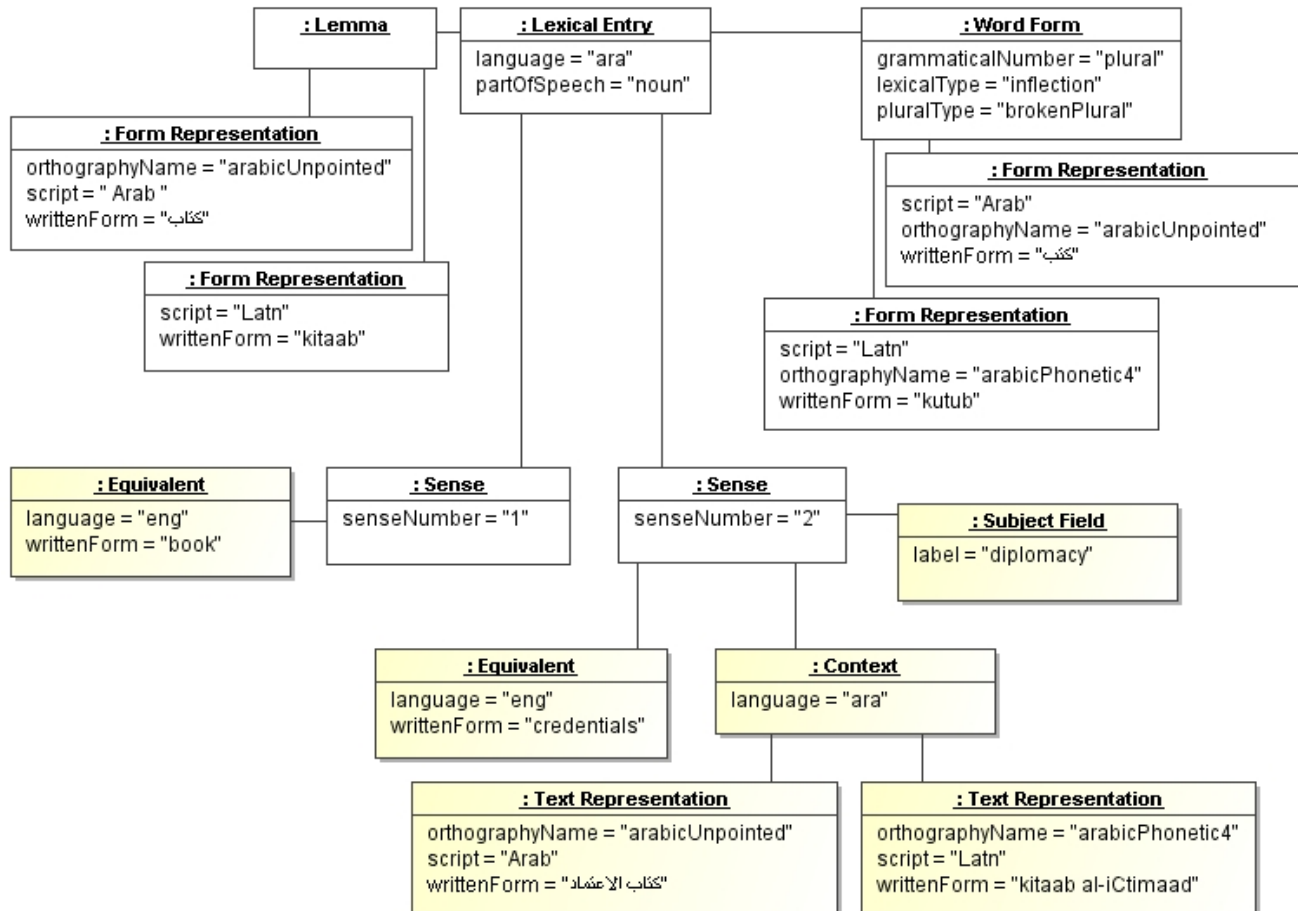 : Lemma
: Lexical Entry
language = "ara"
partOfSpeech = "noun"
: Word Form
grammaticalNumber = "plural"
lexicalType = "inflection"
pluralType = "brokenPlural"
: Form Representation
orthographyName = "arabicUnpointed"
script = " Arab "
writtenForm = "كتاب"
: Form Representation
script = "Latn"
writtenForm = "kitaab"
: Form Representation
script = "Arab"
orthographyName = "arabicUnpointed"
writtenForm = "كتب"
: Form Representation
script = "Latn"
orthographyName = "arabicPhonetic4"
writtenForm = "kutub"
: Equivalent
language = "eng"
writtenForm = "book"
: Sense
senseNumber = "1"
: Sense
senseNumber = "2"
: Subject Field
label = "diplomacy"
: Equivalent
language = "eng"
writtenForm = "credentials"
: Context
language = "ara"
: Text Representation
orthographyName = "arabicUnpointed"
script = "Arab"
writtenForm = "كتاب الاعتماد"
: Text Representation
orthographyName = "arabicPhonetic4"
script = "Latn"
writtenForm = "kitaab al-iCtimaad"